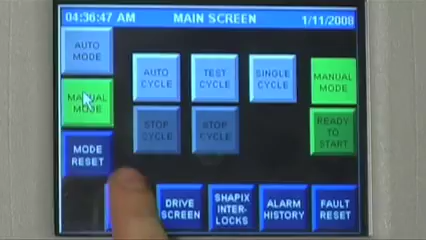 04:36:47 AM MAIN SCREEN 1/11/2008
AUTO
MODE
AUTO
CYCLE
TEST
CYCLE
SINGLE
CYCLE
MANUAL
MODE
MANUAL
MODE
STOP
CYCLE
STOP
CYCLE
READY
TO
START
MODE
RESET
DRIVE
SCREEN
SHAPIX
INTER-
LOCKS
ALARM
HISTORY
FAULT
RESET